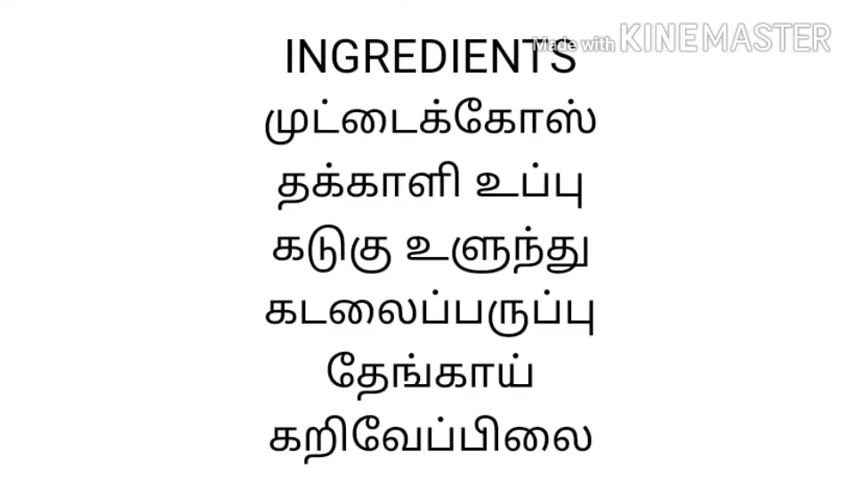 INGREDIENTS
Made with KINEMASTER
முட்டைக்கோஸ்
தக்காளி உப்பு
கடுகு உளுந்து
கடலைப்பருப்பு
தேங்காய்
கறிவேப்பிலை